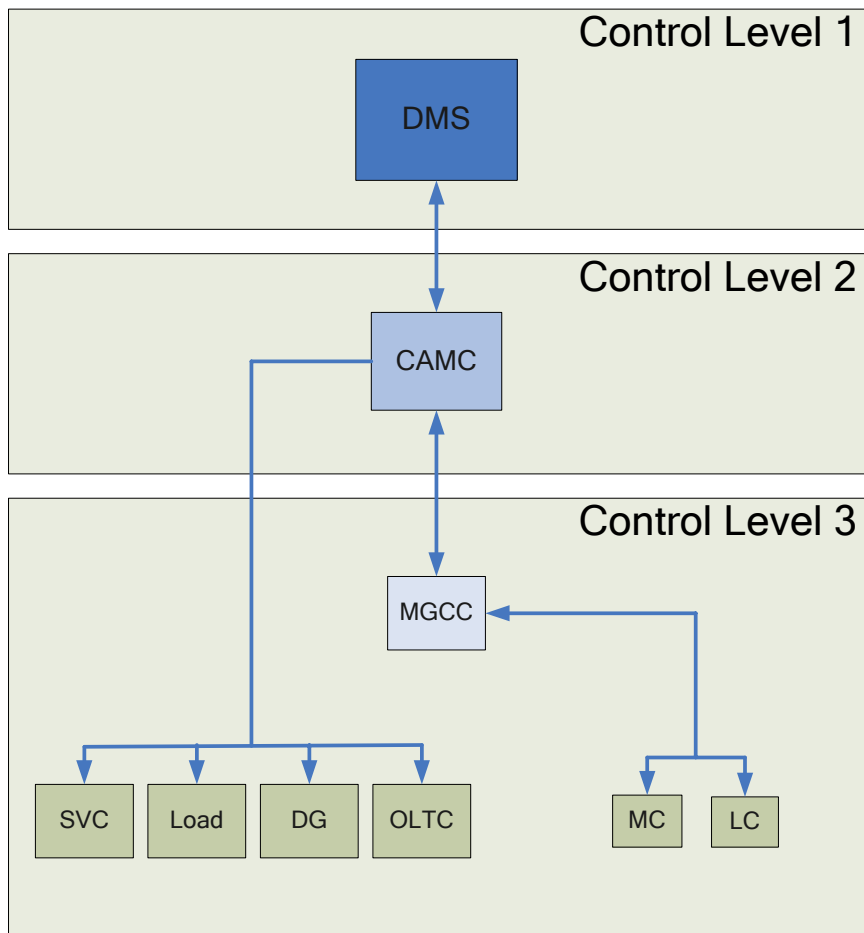 Control Level 1
DMS
Control Level 2
CAMC
Control Level 3
MGCC
SVC
Load
DG
OLTC
MC
LC